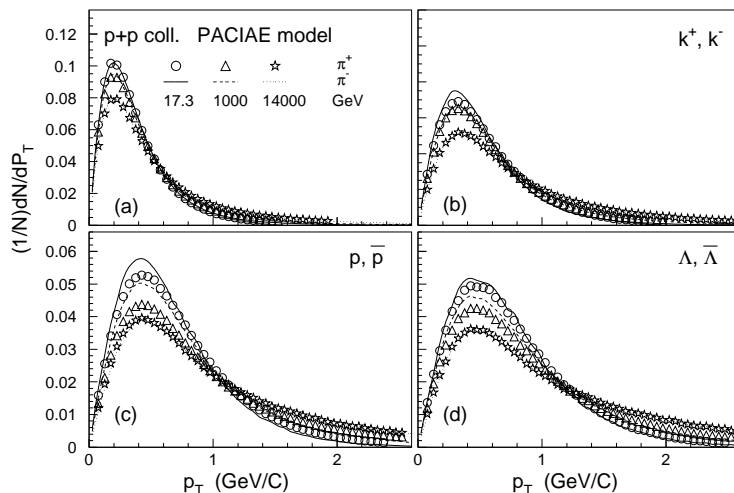 p+p coll. PACIAE model
π+
π-
17.3 1000 14000 GeV
k+, k-
0.1
0.08
0.06
0.04
0.02
0
(a)
(b)
(1/N)dN/dPT
p, p̅
Λ, Λ̅
0.06
0.05
0.04
0.03
0.02
0.01
0
(c)
(d)
0 1 2
0 1 2
pT (GeV/C)
pT (GeV/C)